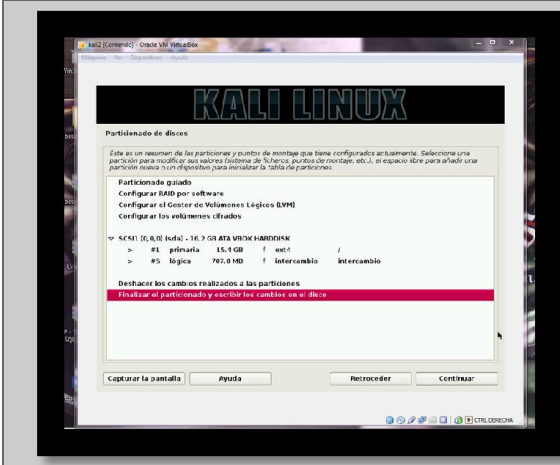 kali2 [Corriendo] - Oracle VM VirtualBox
Máquina Ver Dispositivos Ayuda
KALI LINUX
Particionado de discos
Éste es un resumen de las particiones y puntos de montaje que tiene configurados actualmente. Seleccione una
partición para modificar sus valores (sistema de ficheros, puntos de montaje, etc.), el espacio libre para añadir una
partición nueva o un dispositivo para inicializar la tabla de particiones.
Particionado guiado
Configurar RAID por software
Configurar el Gestor de Volúmenes Lógicos (LVM)
Configurar los volúmenes cifrados
SCSI1 (0,0,0) (sda) - 16.2 GB ATA VBOX HARDDISK
> #1 primaria 15.4 GB f ext4 /
> #5 lógica 707.8 MB f intercambio intercambio
Deshacer los cambios realizados a las particiones
Finalizar el particionado y escribir los cambios en el disco
Capturar la pantalla Ayuda Retroceder Continuar
CTRL DERECHA